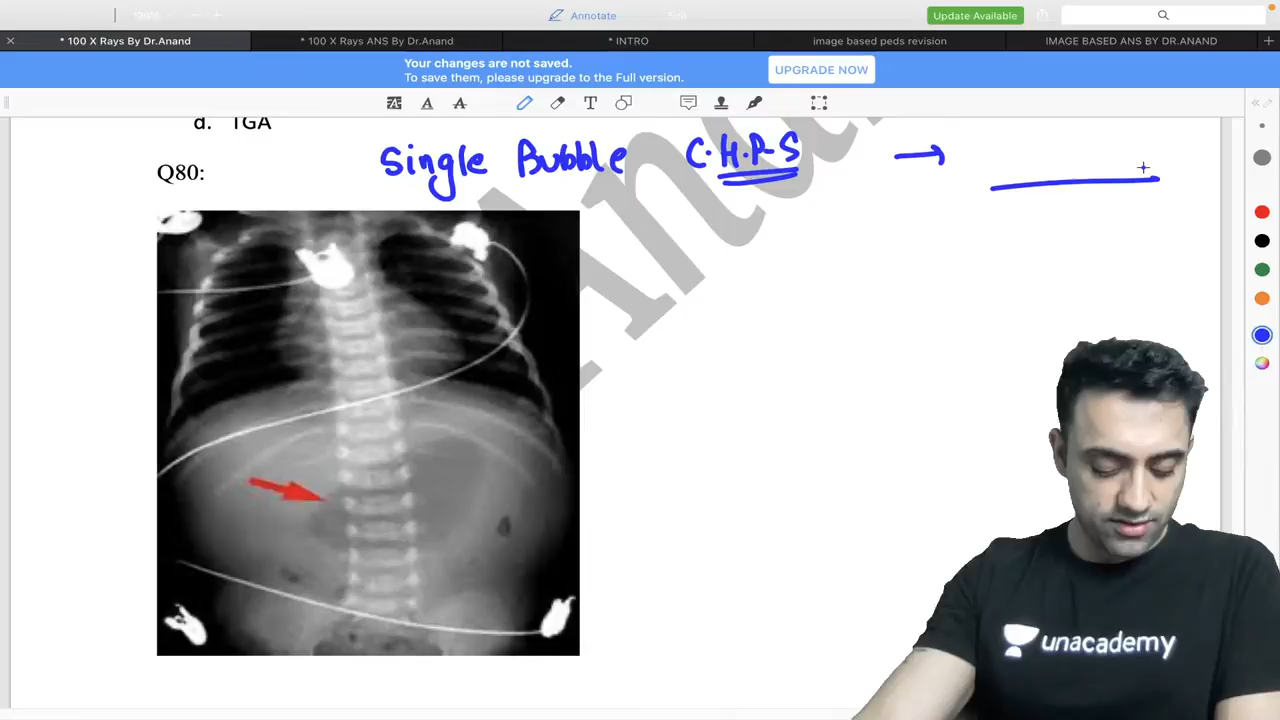 Annotate
Update Available
* 100 X Rays By Dr.Anand
* 100 X Rays ANS By Dr.Anand
* INTRO
image based peds revision
IMAGE BASED ANS BY DR.ANAND
Your changes are not saved.
To save them, please upgrade to the Full version.
UPGRADE NOW
d. TGA
Q80:
Single Bubble C.H.P.S →
unacademy